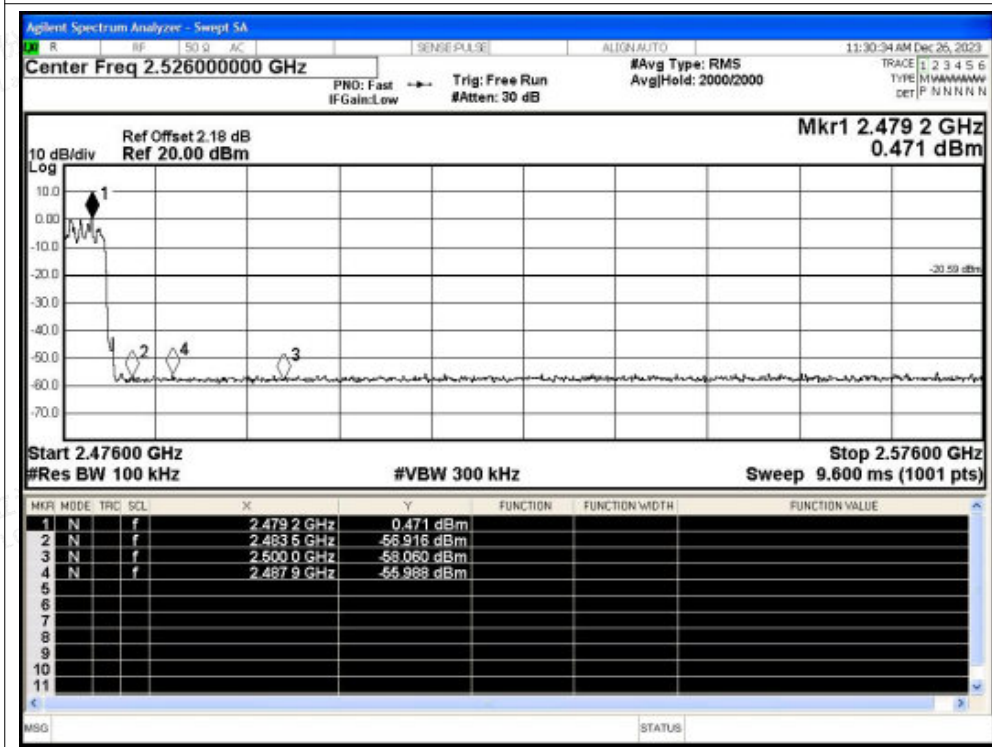 Agilent Spectrum Analyzer - Swept SA
R RF 50 Ω AC SENSE:PULSE ALIGN AUTO 11:30:34 AM Dec 26, 2023
Center Freq 2.526000000 GHz
PNO: Fast
IFGain:Low
Trig: Free Run
#Atten: 30 dB
#Avg Type: RMS
Avg|Hold: 2000/2000
TRACE 1 2 3 4 5 6
TYPE MWWWWW
DET P N N N N N
Ref Offset 2.18 dB
10 dB/div Ref 20.00 dBm
Log
Mkr1 2.479 2 GHz
0.471 dBm
10.0
0.00
-10.0
-20.0
-30.0
-40.0
-50.0
-60.0
-70.0
1
2
4
3
-20.59 dBm
Start 2.47600 GHz Stop 2.57600 GHz
#Res BW 100 kHz #VBW 300 kHz Sweep 9.600 ms (1001 pts)
MKR MODE TRC SCL X Y FUNCTION FUNCTION WIDTH FUNCTION VALUE
1 N f 2.479 2 GHz 0.471 dBm
2 N f 2.483 5 GHz -56.916 dBm
3 N f 2.500 0 GHz -58.060 dBm
4 N f 2.487 9 GHz -55.988 dBm
5
6
7
8
9
10
11
MSG STATUS